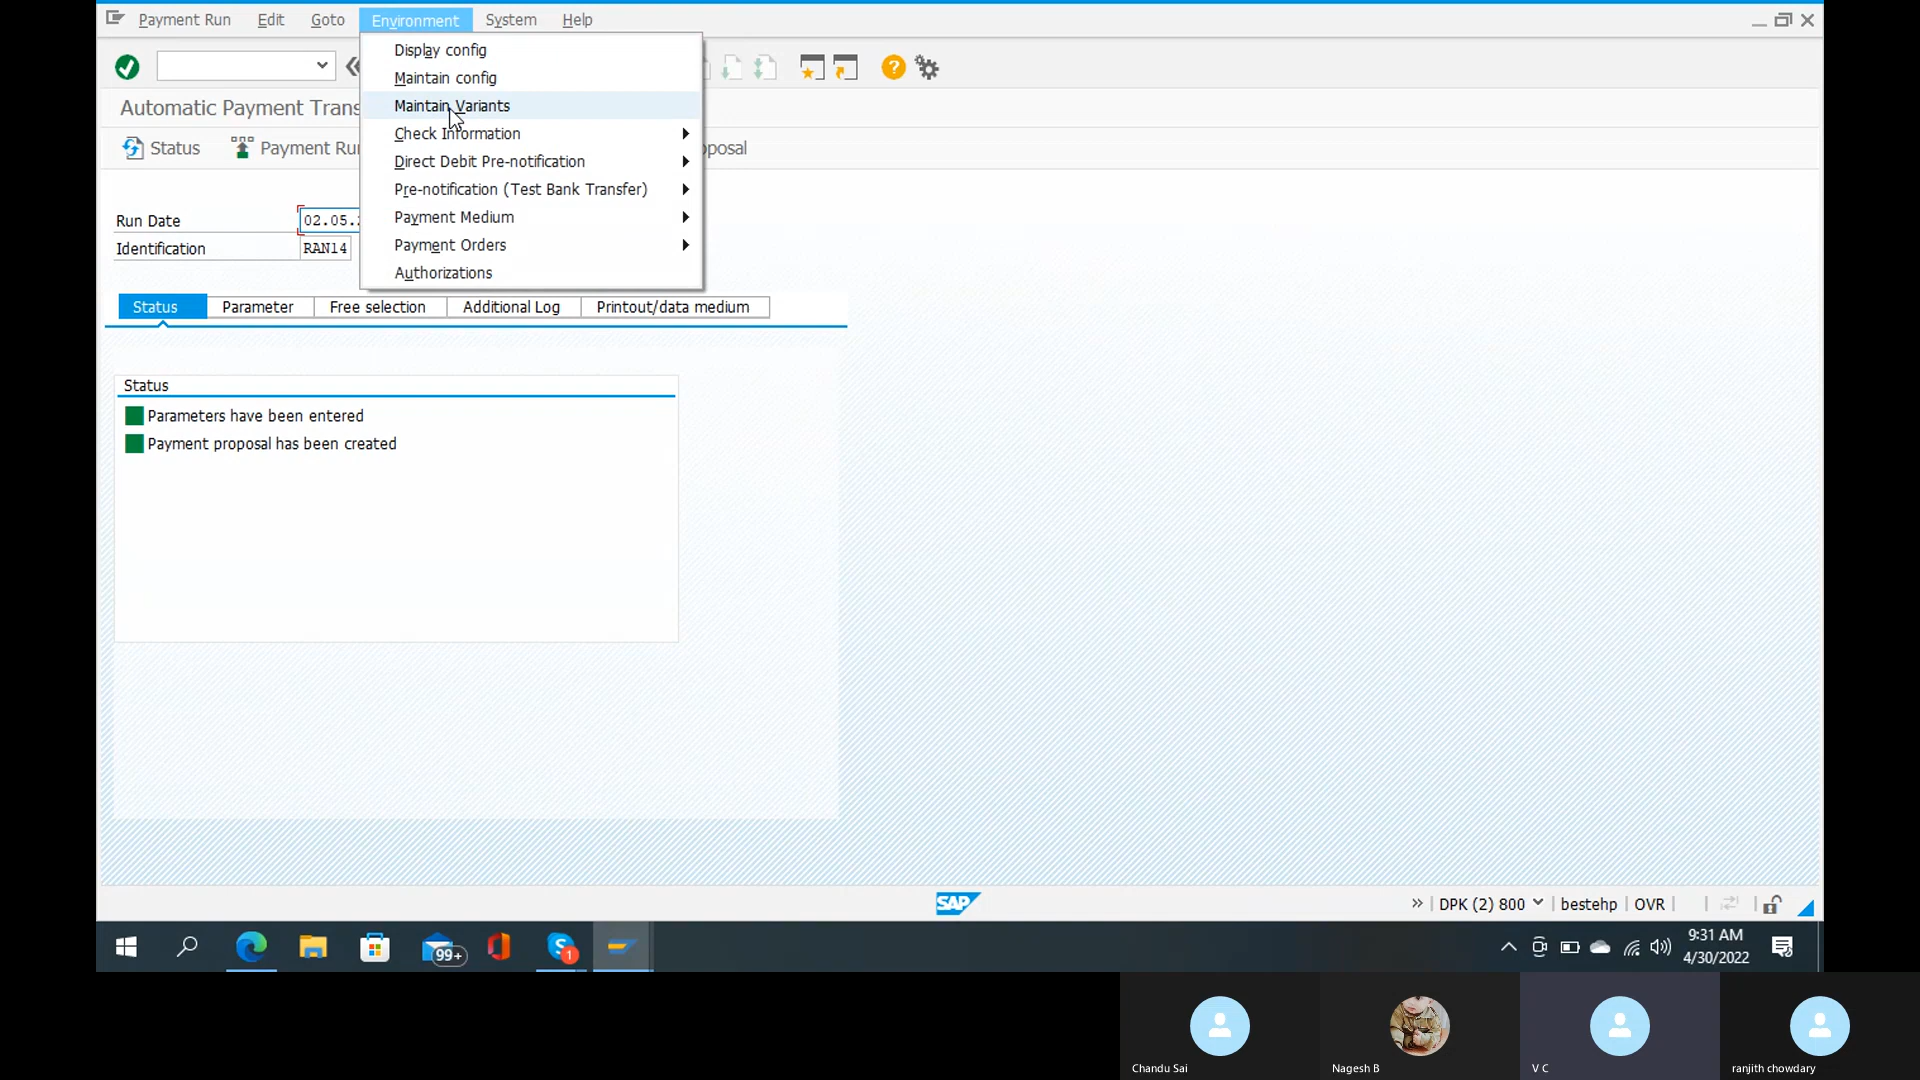 Payment Run Edit Goto Environment System Help
Display config
Maintain config
Maintain Variants
Check Information
Direct Debit Pre-notification
Pre-notification (Test Bank Transfer)
Payment Medium
Payment Orders
Authorizations
Automatic Payment Trans
Status Payment Run oposal
Run Date 02.05.
Identification RAN14
Status Parameter Free selection Additional Log Printout/data medium
Status
Parameters have been entered
Payment proposal has been created
SAP
DPK (2) 800 bestehp OVR
99+ 1
9:31 AM
4/30/2022
Chandu Sai Nagesh B V C ranjith chowdary